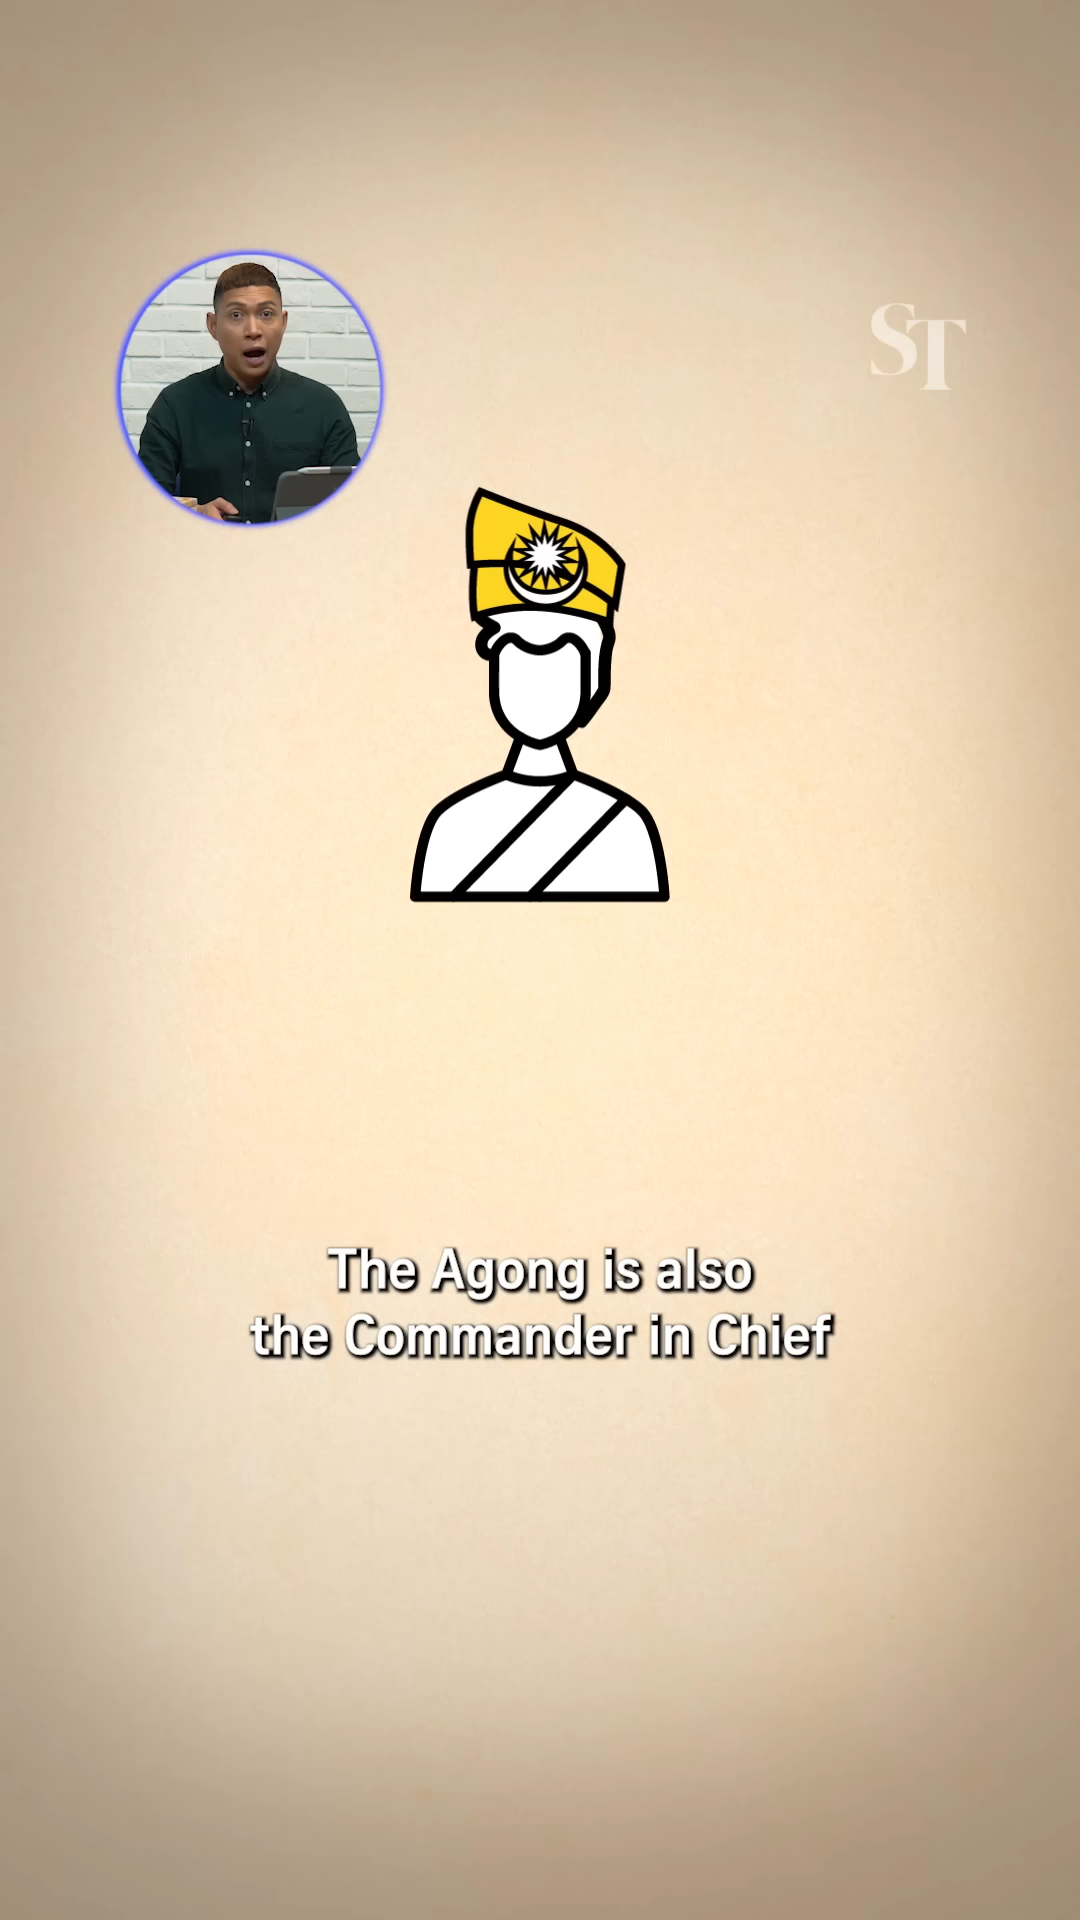 ST
The Agong is also
the Commander in Chief